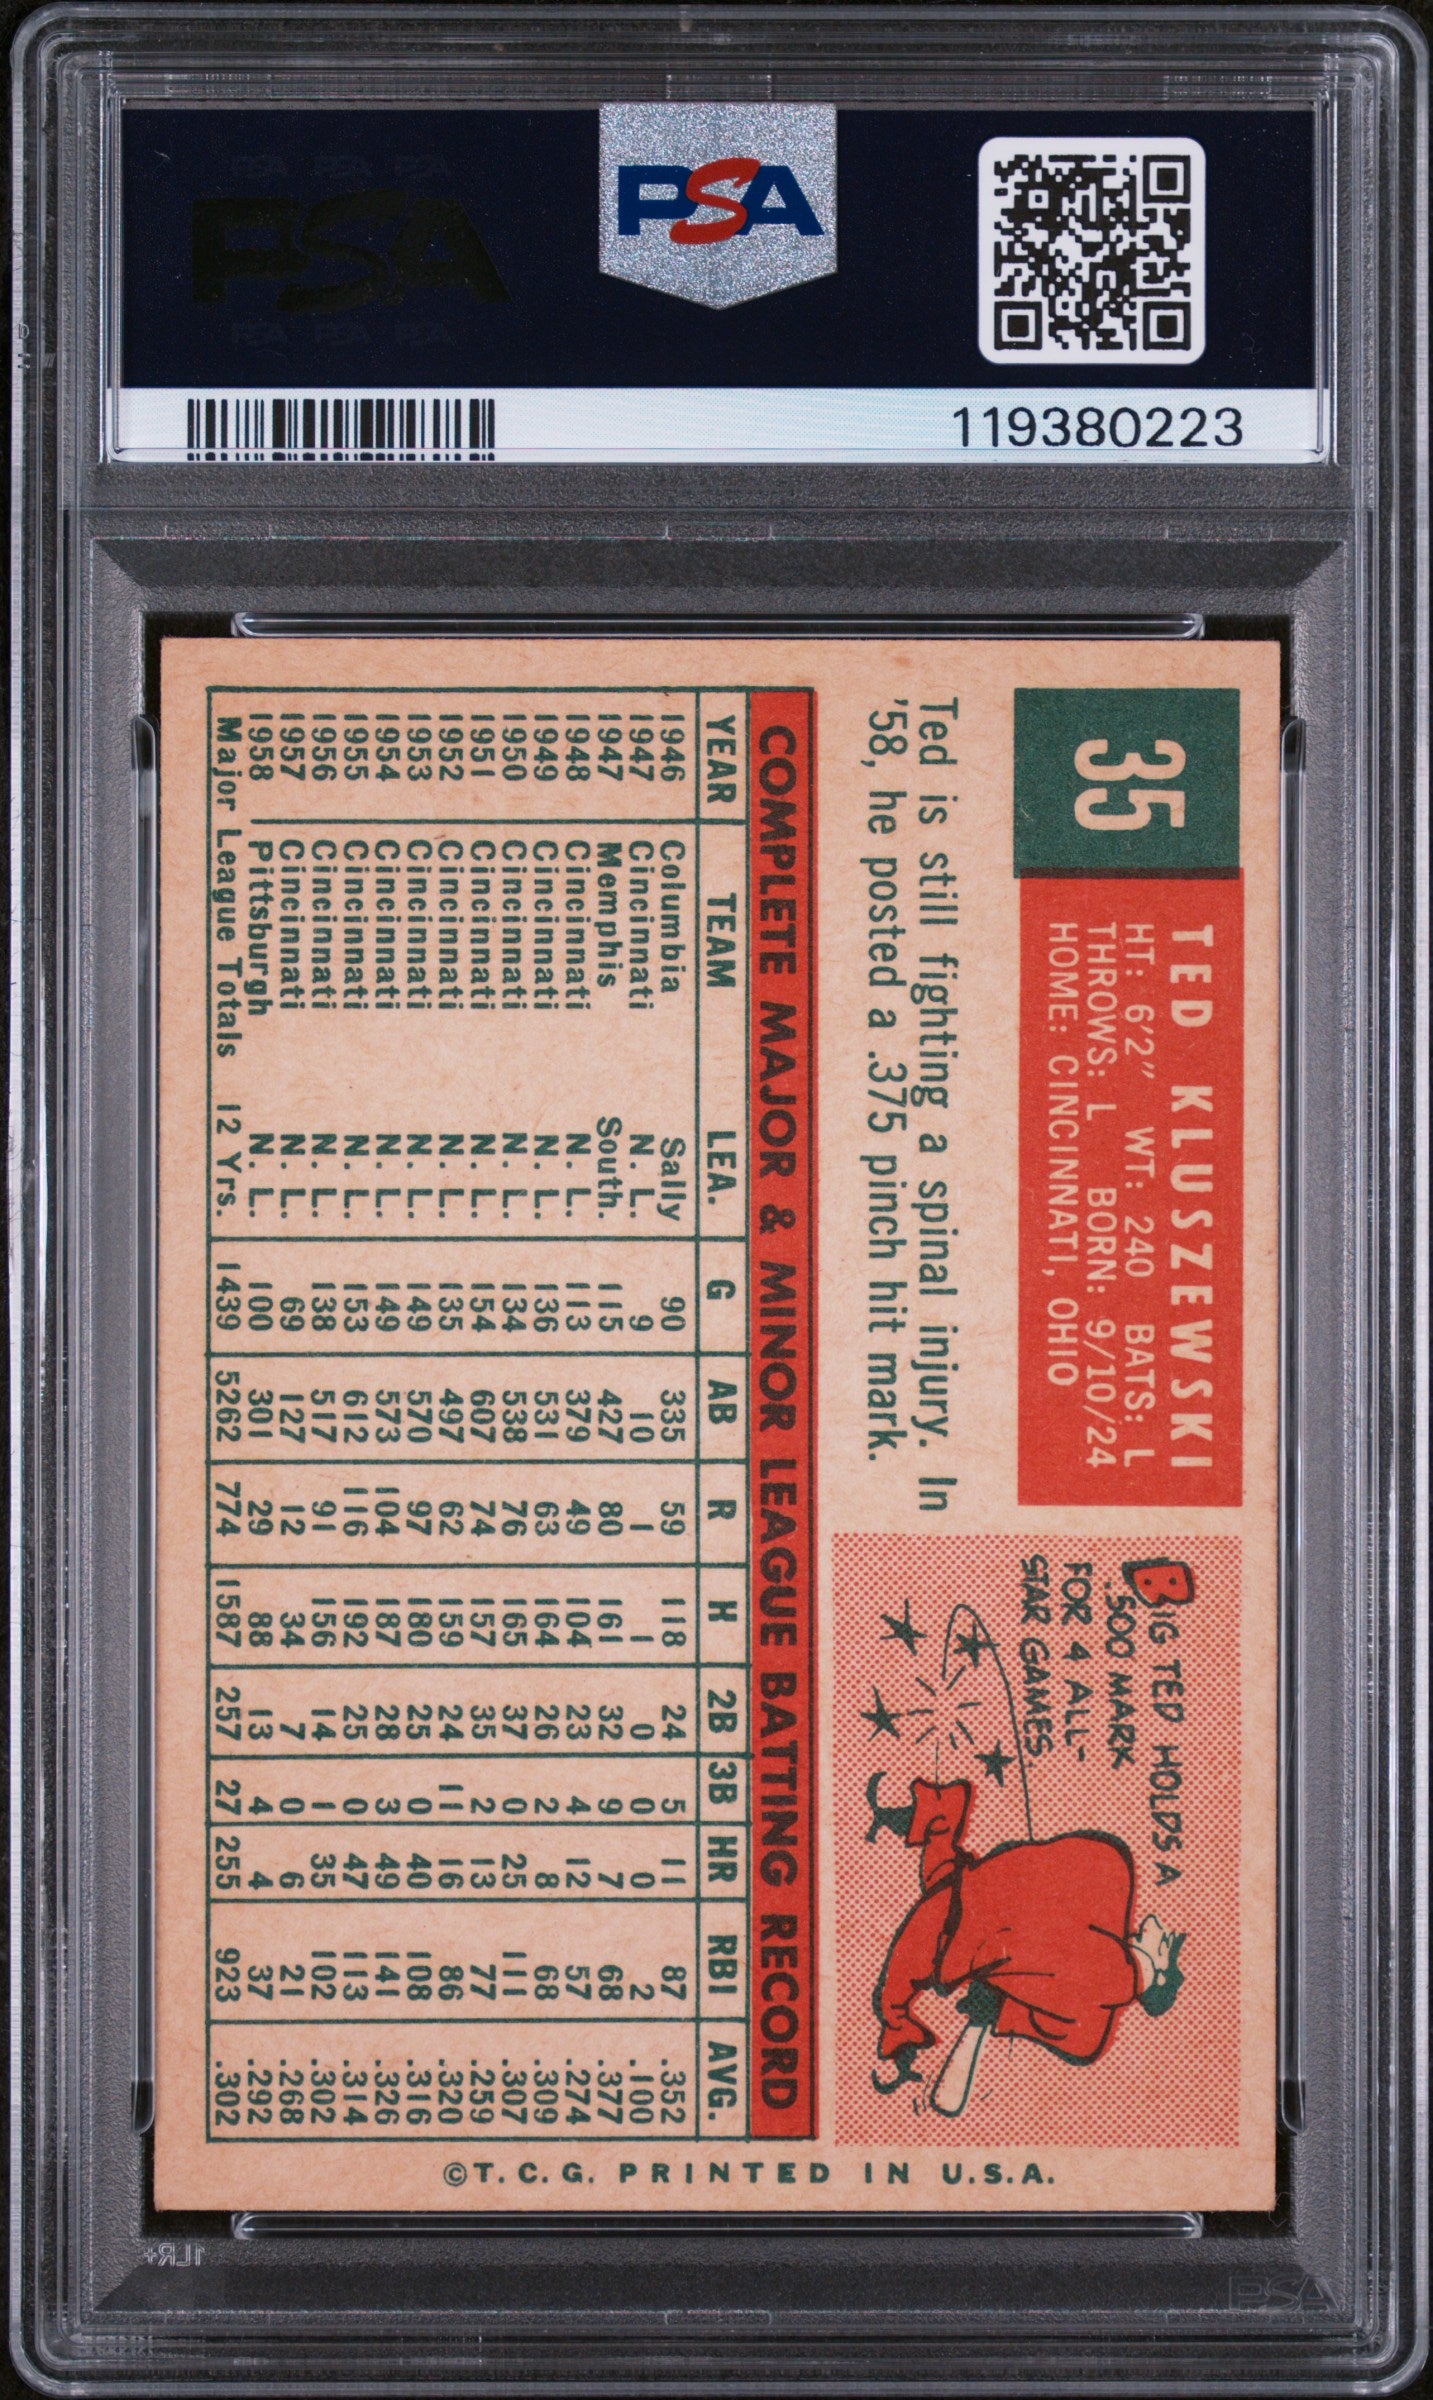 PSA
PSA
119380223
35
TED KLUSZEWSKI
HT: 6'2" WT: 240 BATS: L
THROWS: L BORN: 9/10/24
HOME: CINCINNATI, OHIO
Ted is still fighting a spinal injury. In
'58, he posted a .375 pinch hit mark.
BIG TED HOLDS A
.500 MARK
FOR 4 ALL-
STAR GAMES.
COMPLETE MAJOR & MINOR LEAGUE BATTING RECORD
YEAR TEAM LEA. G AB R H 2B 3B HR RBI AVG.
1946 Columbia Sally 90 335 59 118 24 5 11 87 .352
1947 Cincinnati N. L. 9 10 1 1 0 0 0 2 .100
1947 Memphis South. 115 427 80 161 32 9 7 68 .377
1948 Cincinnati N. L. 113 379 49 104 23 4 12 57 .274
1949 Cincinnati N. L. 136 531 63 164 26 2 8 68 .309
1950 Cincinnati N. L. 134 538 76 165 37 0 25 111 .307
1951 Cincinnati N. L. 154 607 74 157 35 2 13 77 .259
1952 Cincinnati N. L. 135 497 62 159 24 11 16 86 .320
1953 Cincinnati N. L. 149 570 97 180 25 0 40 108 .316
1954 Cincinnati N. L. 149 573 104 187 28 3 49 141 .326
1955 Cincinnati N. L. 153 612 116 192 25 0 47 113 .314
1956 Cincinnati N. L. 138 517 91 156 14 1 35 102 .302
1957 Cincinnati N. L. 69 127 12 34 7 0 6 21 .268
1958 Pittsburgh N. L. 100 301 29 88 13 4 4 37 .292
Major League Totals 12 Yrs. 1439 5262 774 1587 257 27 255 923 .302
©T. C. G. PRINTED IN U.S.A.
PSA